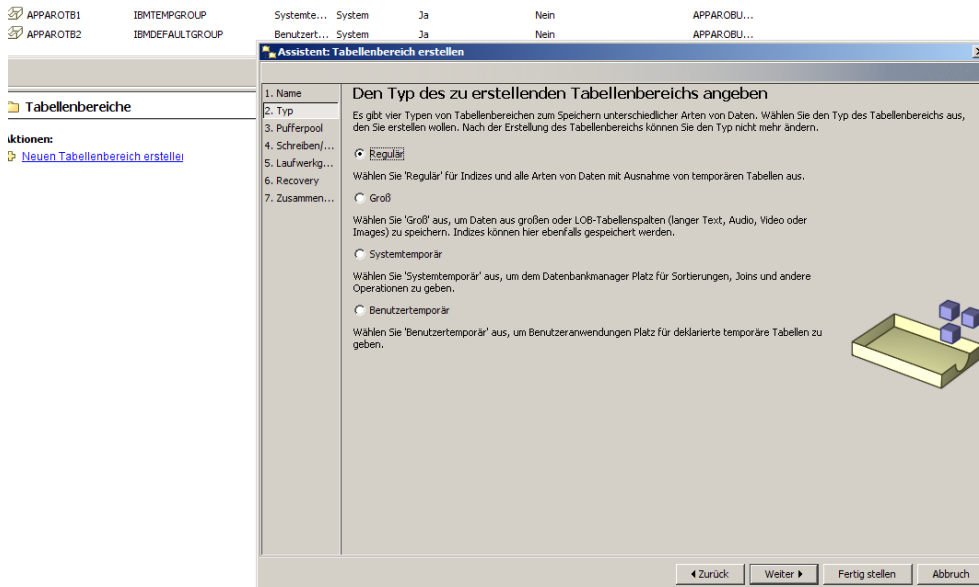 APPAROTB1 IBMTEMPGROUP Systemte... System Ja Nein APPAROBU...
APPAROTB2 IBMDEFAULTGROUP Benutzert... System Ja Nein APPAROBU...
Tabellenbereiche
Aktionen:
Neuen Tabellenbereich erstellen
Assistent: Tabellenbereich erstellen
1. Name
2. Typ
3. Pufferpool
4. Schreiben/...
5. Laufwerkg...
6. Recovery
7. Zusammen...
Den Typ des zu erstellenden Tabellenbereichs angeben
Es gibt vier Typen von Tabellenbereichen zum Speichern unterschiedlicher Arten von Daten. Wählen Sie den Typ des Tabellenbereichs aus,
den Sie erstellen wollen. Nach der Erstellung des Tabellenbereichs können Sie den Typ nicht mehr ändern.
Regulär
Wählen Sie 'Regulär' für Indizes und alle Arten von Daten mit Ausnahme von temporären Tabellen aus.
Groß
Wählen Sie 'Groß' aus, um Daten aus großen oder LOB-Tabellenspalten (langer Text, Audio, Video oder
Images) zu speichern. Indizes können hier ebenfalls gespeichert werden.
Systemtemporär
Wählen Sie 'Systemtemporär' aus, um dem Datenbankmanager Platz für Sortierungen, Joins und andere
Operationen zu geben.
Benutzertemporär
Wählen Sie 'Benutzertemporär' aus, um Benutzeranwendungen Platz für deklarierte temporäre Tabellen zu
geben.
Zurück Weiter Fertig stellen Abbruch